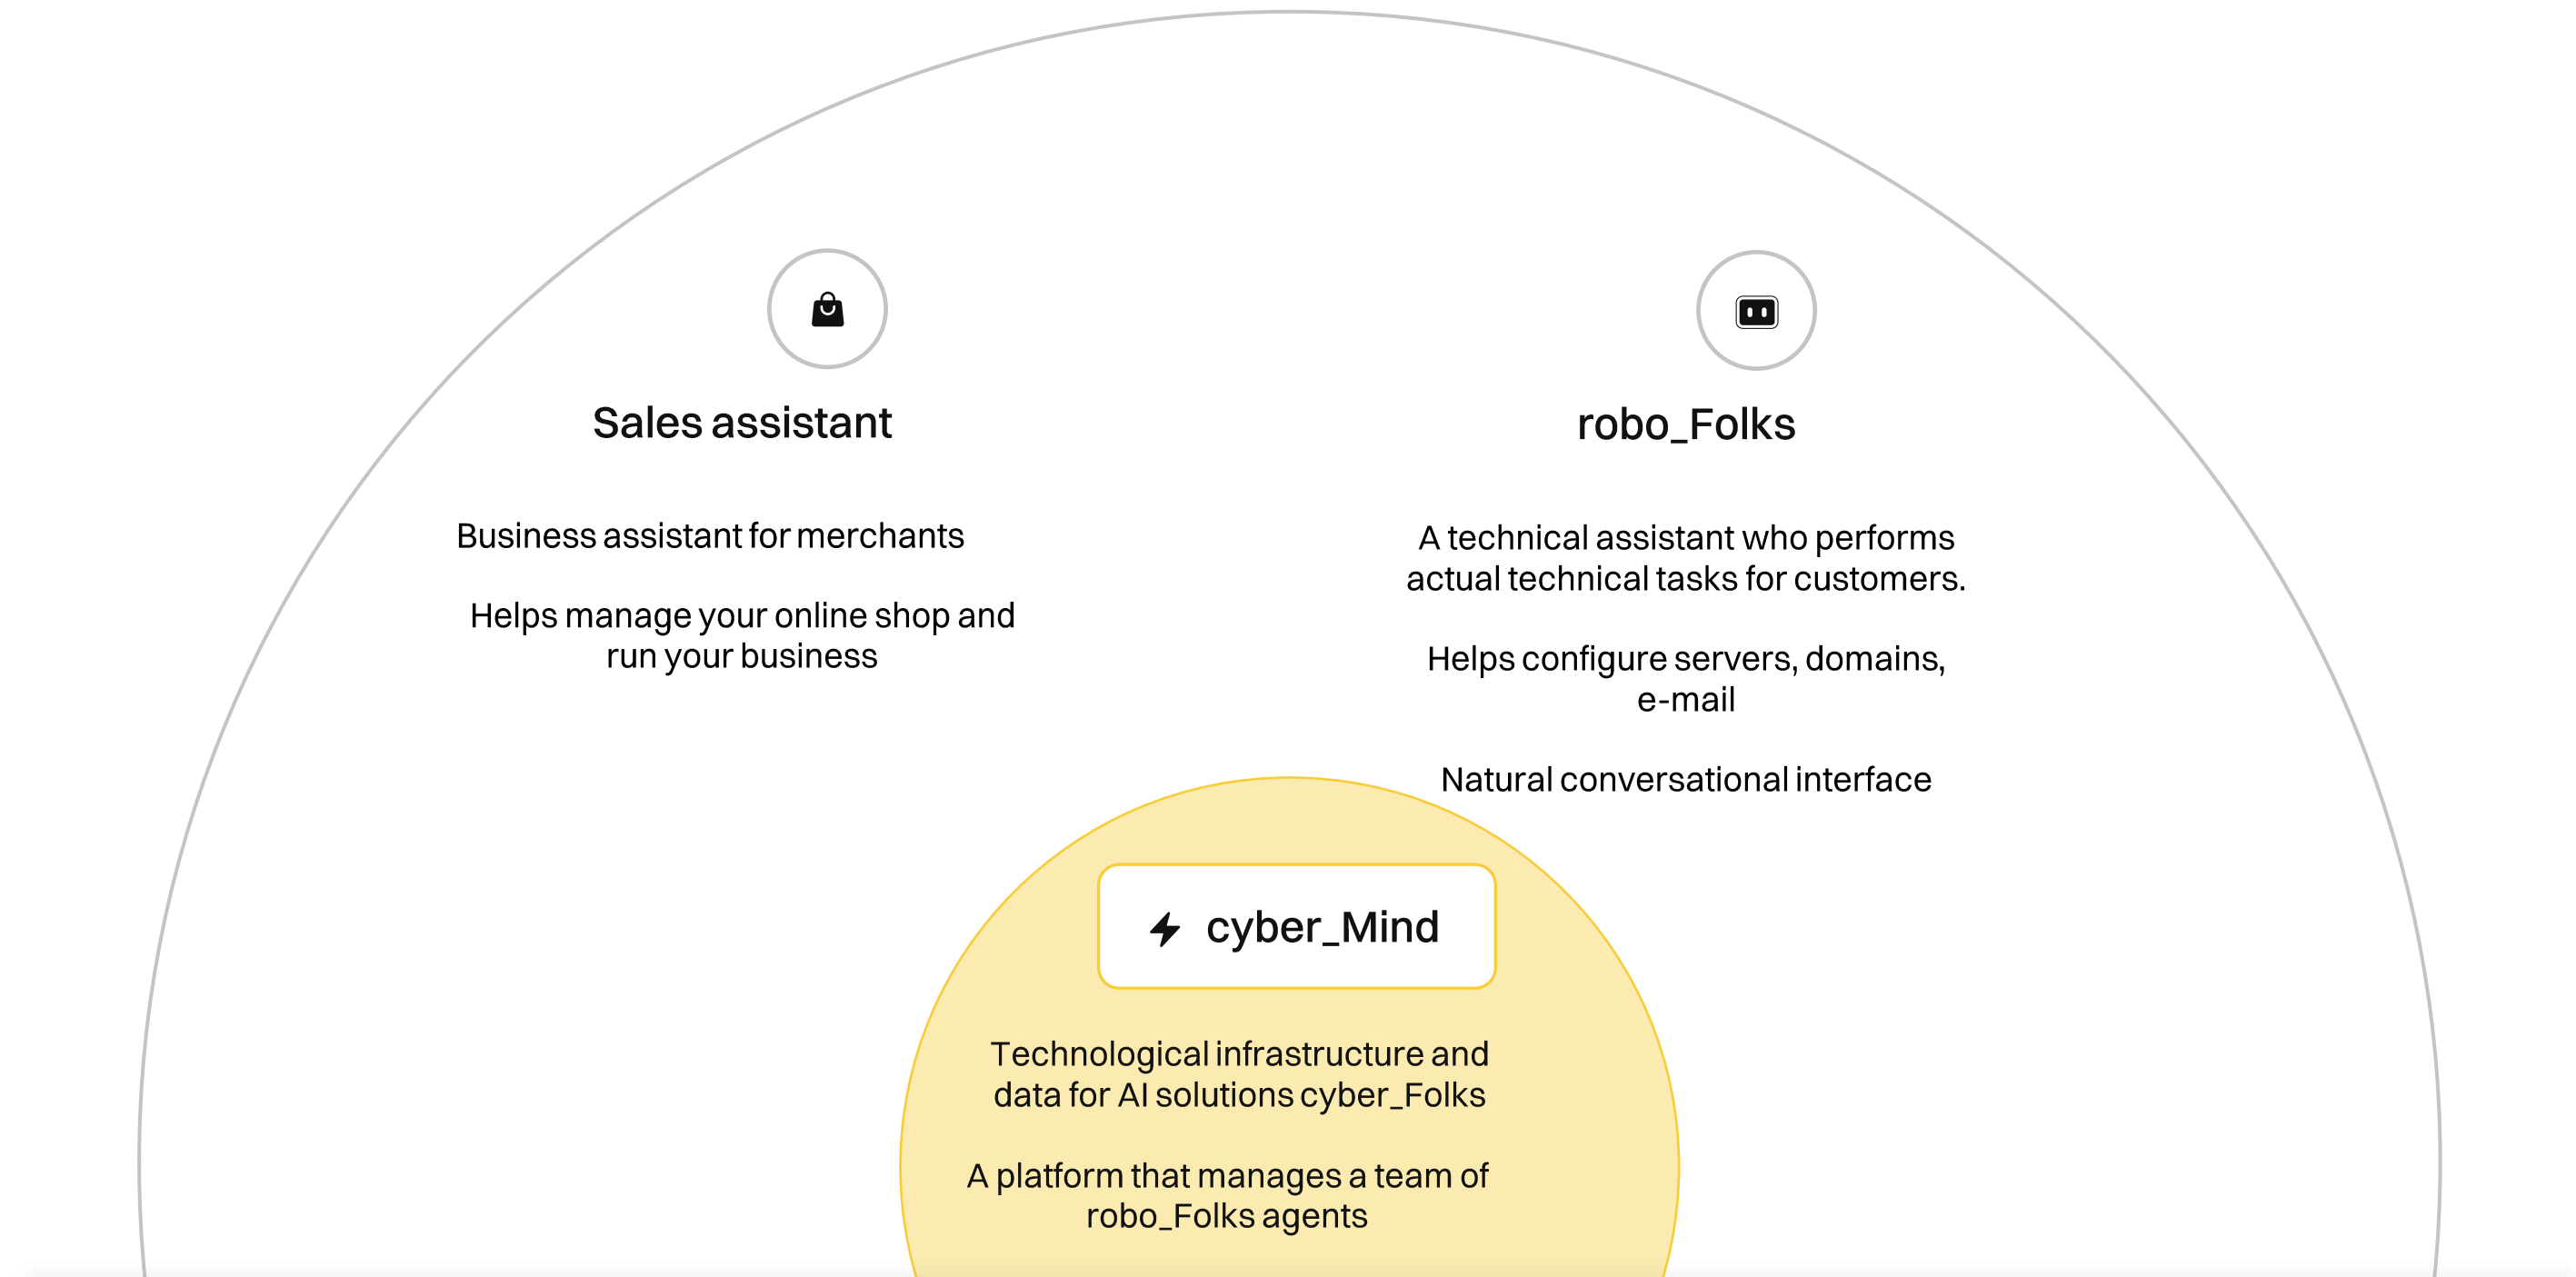 Sales assistant
Business assistant for merchants
Helps manage your online shop and
run your business
robo_Folks
A technical assistant who performs
actual technical tasks for customers.
Helps configure servers, domains,
e-mail
Natural conversational interface
cyber_Mind
Technological infrastructure and
data for AI solutions cyber_Folks
A platform that manages a team of
robo_Folks agents